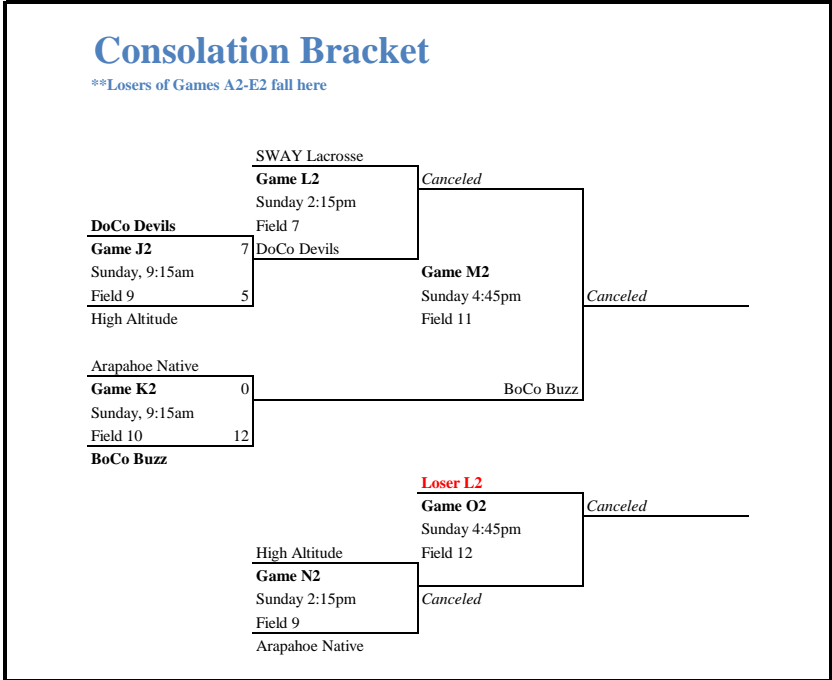 Consolation Bracket
**Losers of Games A2-E2 fall here
SWAY Lacrosse
Game L2
Canceled
Sunday 2:15pm
DoCo Devils
Field 7
Game J2 7
DoCo Devils
Sunday, 9:15am
Game M2
Field 9 5
Sunday 4:45pm
Canceled
High Altitude
Field 11
Arapahoe Native
Game K2 0
BoCo Buzz
Sunday, 9:15am
Field 10 12
BoCo Buzz
Loser L2
Game O2
Canceled
Sunday 4:45pm
High Altitude
Field 12
Game N2
Sunday 2:15pm
Canceled
Field 9
Arapahoe Native